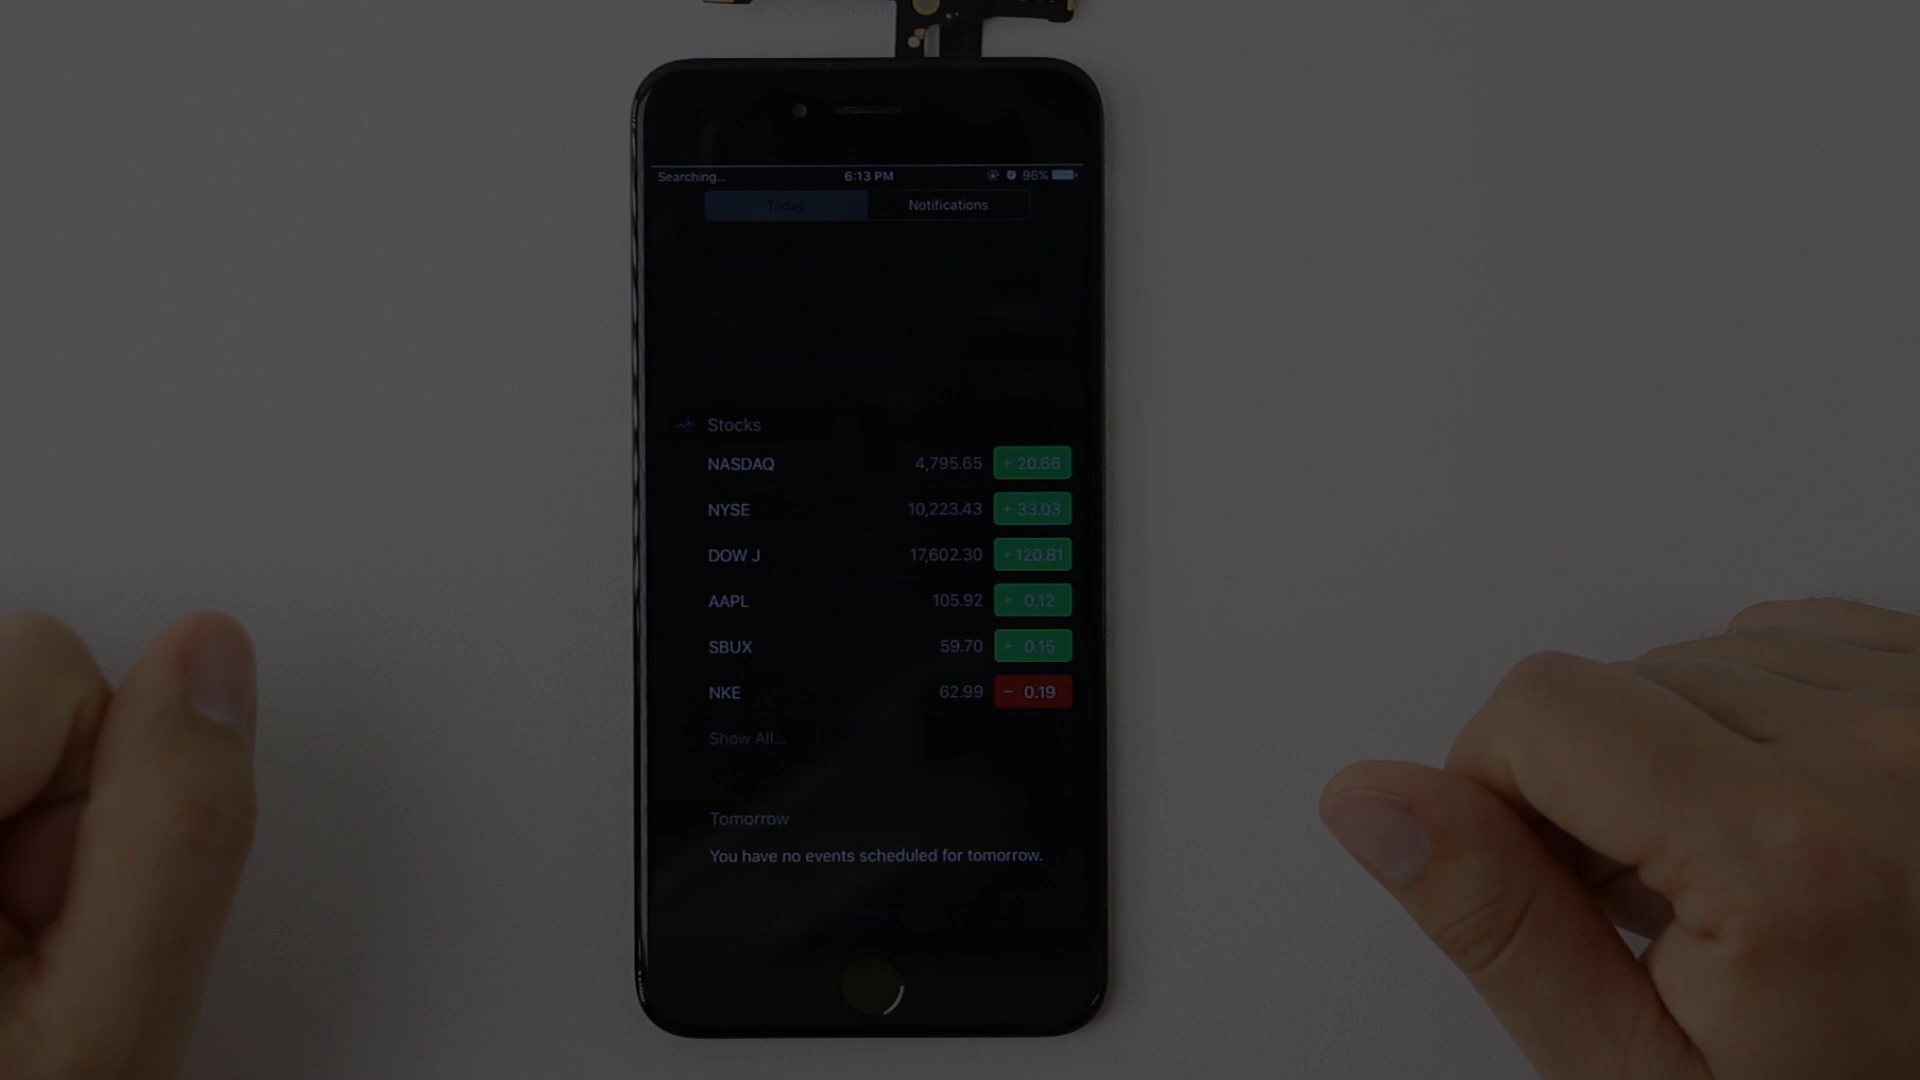 Searching... 6:13 PM 96%
Today Notifications
Stocks
NASDAQ 4,795.65 + 20.66
NYSE 10,223.43 + 33.03
DOW J 17,602.30 + 120.81
AAPL 105.92 + 0.12
SBUX 59.70 + 0.15
NKE 62.99 − 0.19
Show All...
Tomorrow
You have no events scheduled for tomorrow.